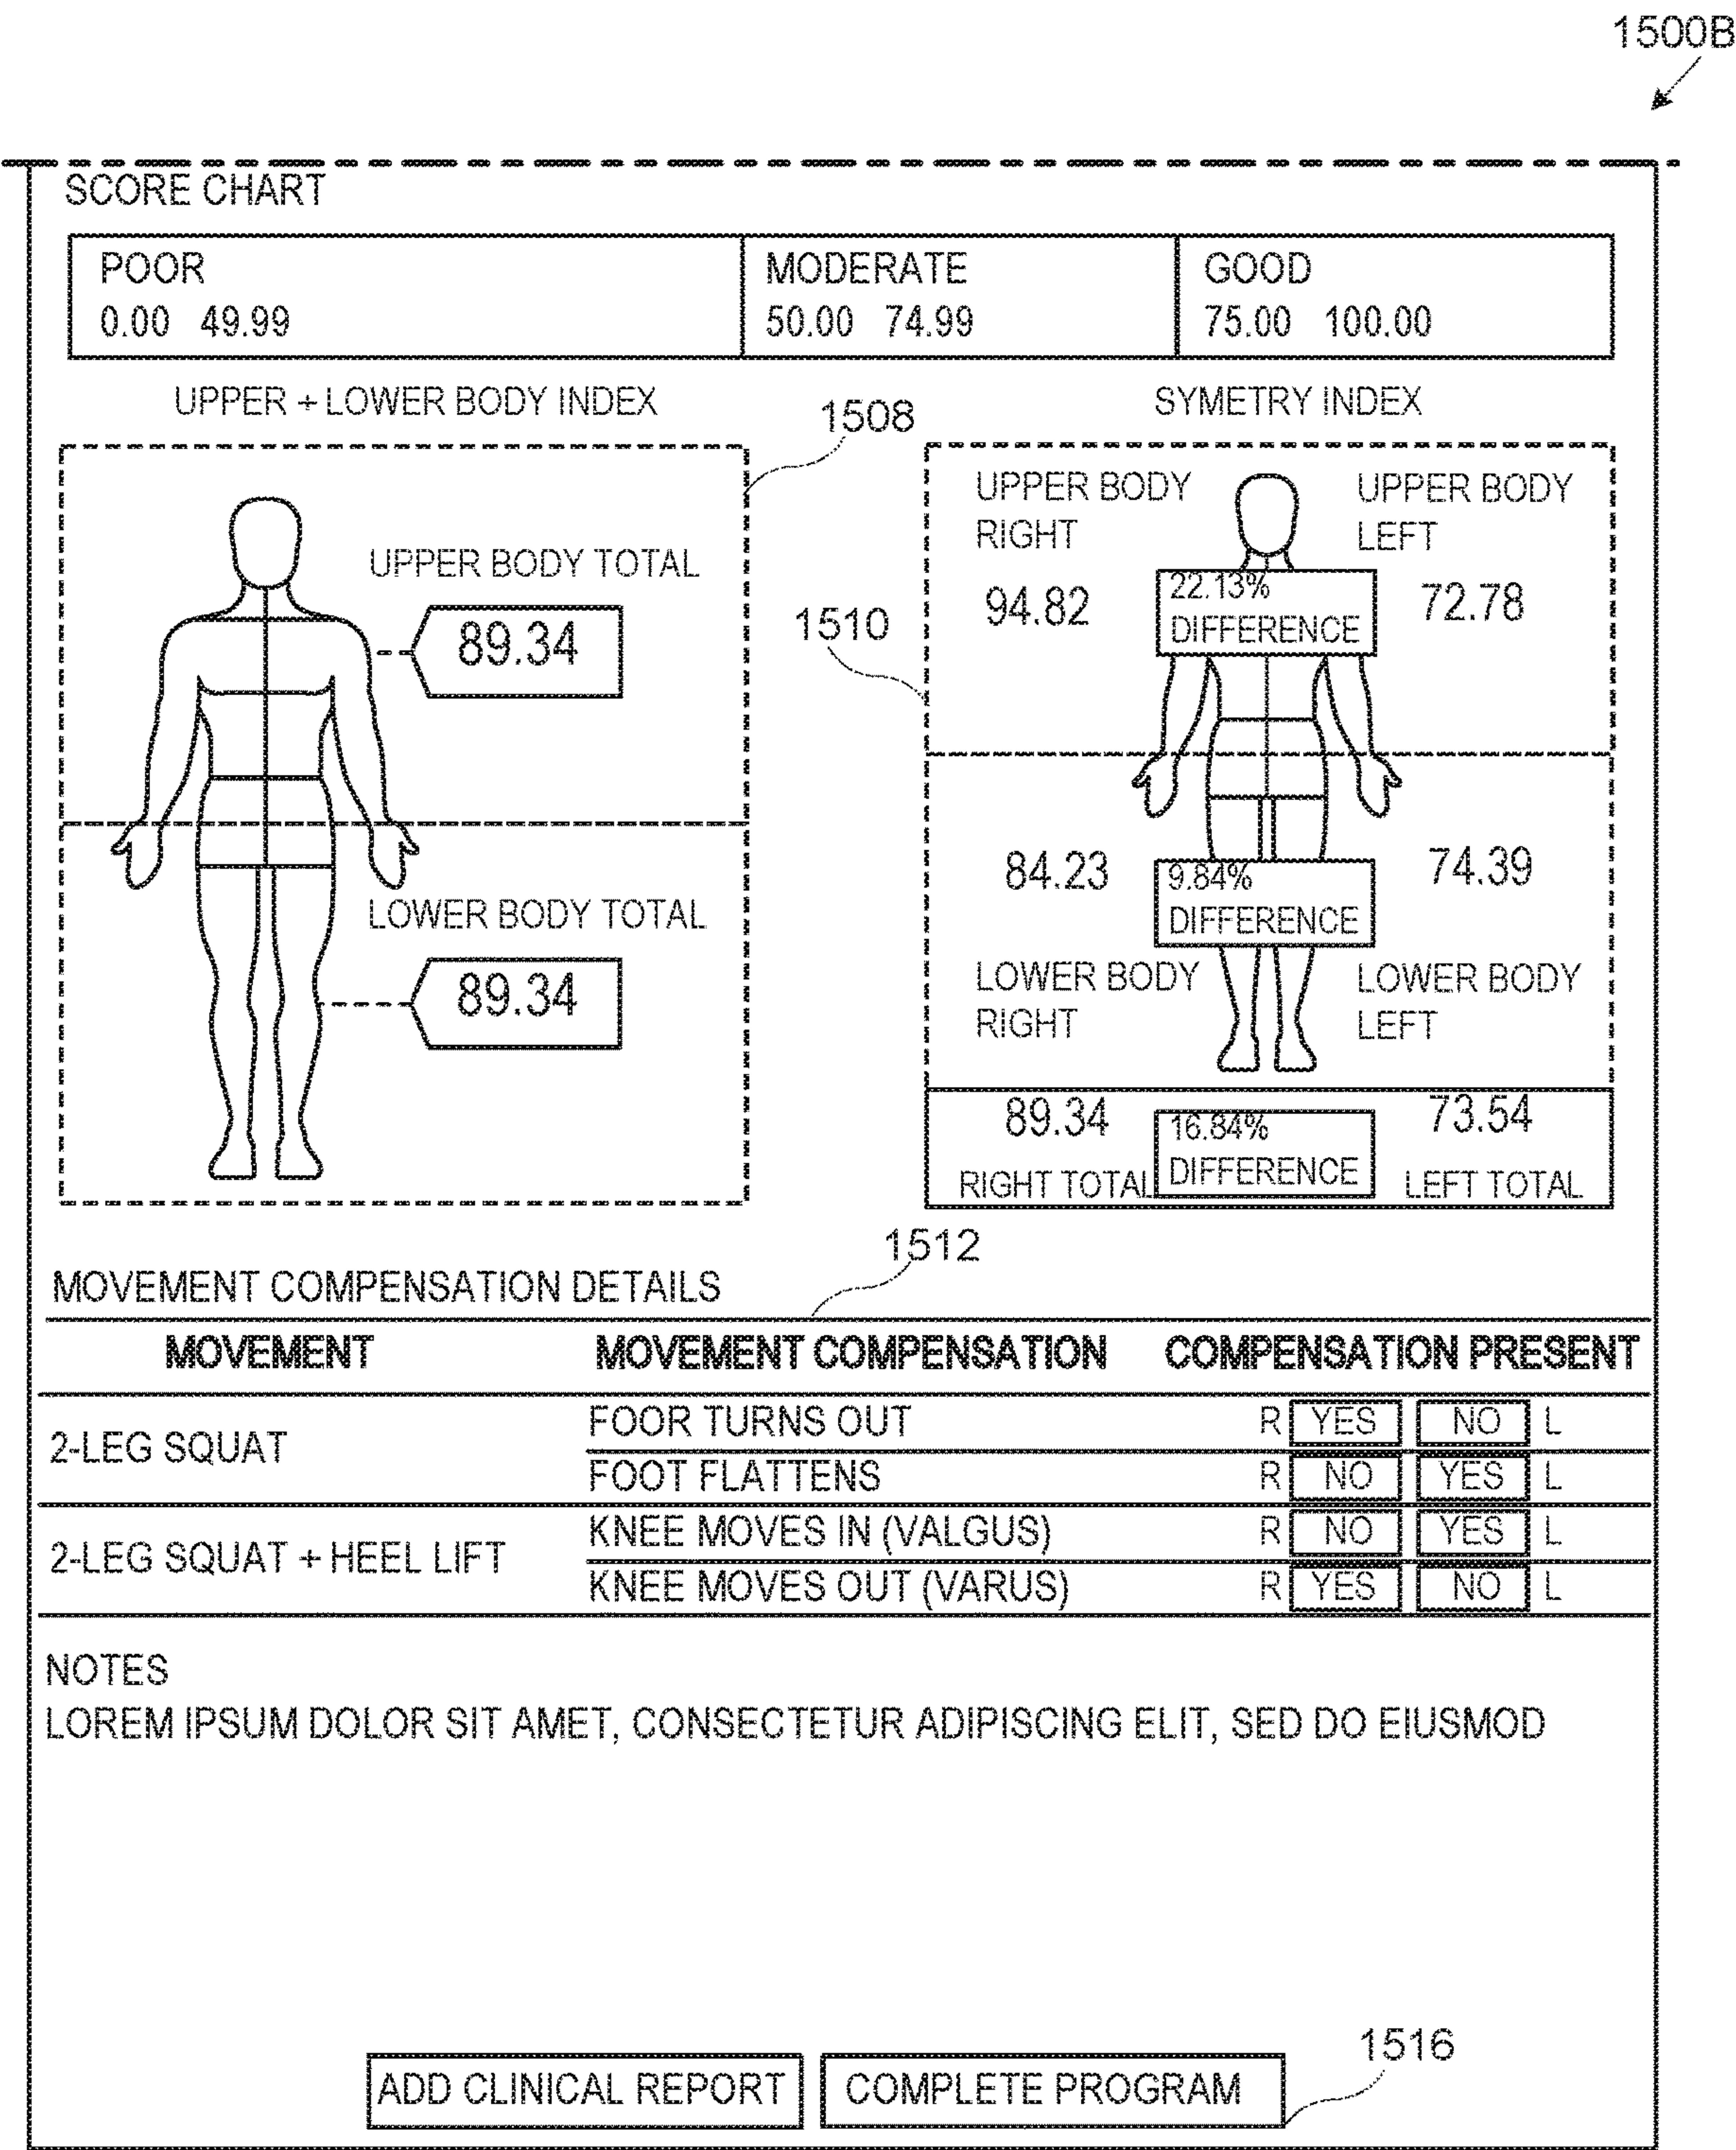 1500B
SCORE CHART
POOR
0.00 49.99
MODERATE
50.00 74.99
GOOD
75.00 100.00
UPPER + LOWER BODY INDEX
1508
UPPER BODY TOTAL
89.34
LOWER BODY TOTAL
89.34
SYMETRY INDEX
1510
UPPER BODY
RIGHT
94.82
22.13%
DIFFERENCE
UPPER BODY
LEFT
72.78
84.23
9.84%
DIFFERENCE
74.39
LOWER BODY
RIGHT
LOWER BODY
LEFT
89.34
RIGHT TOTAL
16.84%
DIFFERENCE
73.54
LEFT TOTAL
1512
MOVEMENT COMPENSATION DETAILS
MOVEMENT MOVEMENT COMPENSATION COMPENSATION PRESENT
2-LEG SQUAT
FOOR TURNS OUT R YES NO L
FOOT FLATTENS R NO YES L
2-LEG SQUAT + HEEL LIFT
KNEE MOVES IN (VALGUS) R NO YES L
KNEE MOVES OUT (VARUS) R YES NO L
NOTES
LOREM IPSUM DOLOR SIT AMET, CONSECTETUR ADIPISCING ELIT, SED DO EIUSMOD
ADD CLINICAL REPORT
COMPLETE PROGRAM
1516